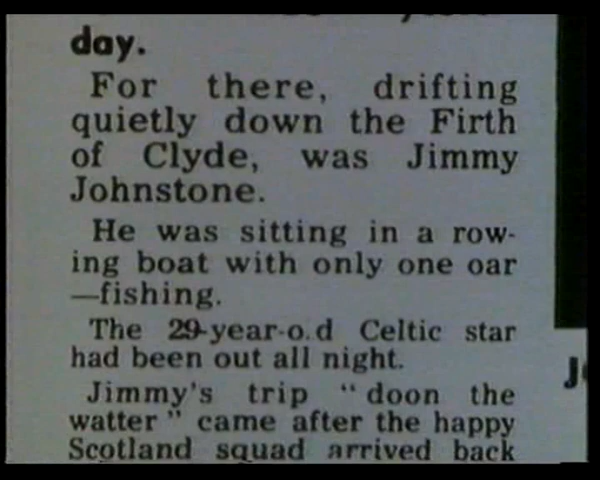 day.
For there, drifting
quietly down the Firth
of Clyde, was Jimmy
Johnstone.
He was sitting in a row-
ing boat with only one oar
—fishing.
The 29-year-o.d Celtic star
had been out all night.
Jimmy's trip "doon the
watter" came after the happy
Scotland squad arrived back